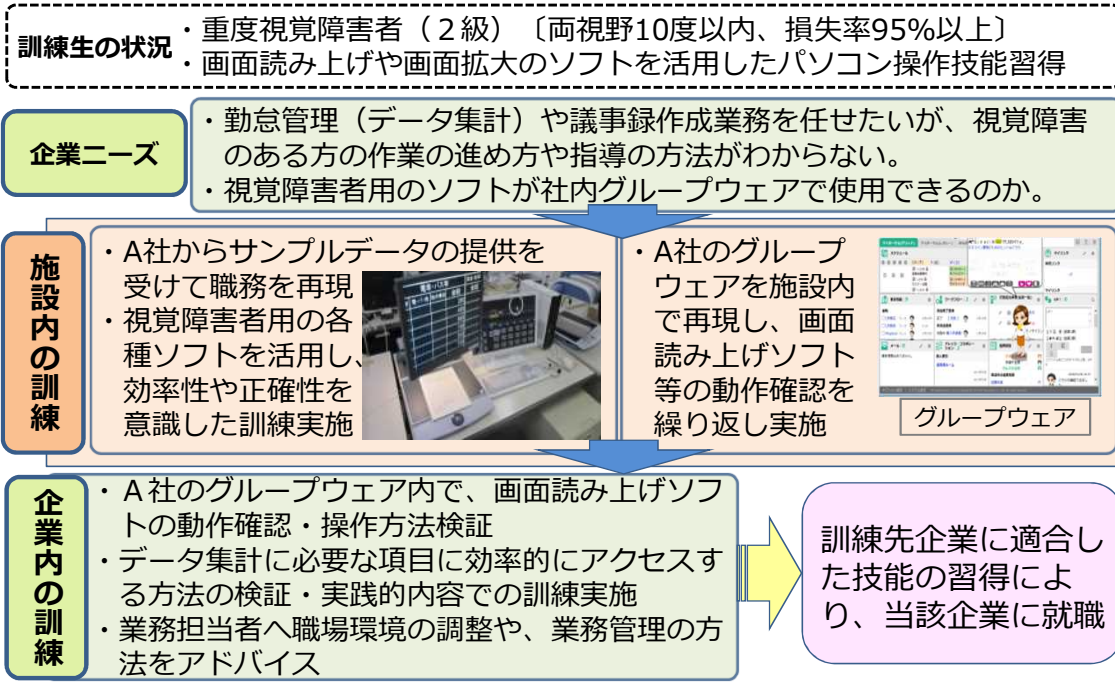 訓練生の状況
・重度視覚障害者（２級）〔両視野10度以内、損失率95%以上〕
・画面読み上げや画面拡大のソフトを活用したパソコン操作技能習得
企業ニーズ
・勤怠管理（データ集計）や議事録作成業務を任せたいが、視覚障害
のある方の作業の進め方や指導の方法がわからない。
・視覚障害者用のソフトが社内グループウェアで使用できるのか。
施設内の訓練
・A社からサンプルデータの提供を
受けて職務を再現
・視覚障害者用の各
種ソフトを活用し、
効率性や正確性を
意識した訓練実施
・A社のグループ
ウェアを施設内
で再現し、画面
読み上げソフト
等の動作確認を
繰り返し実施
グループウェア
企業内の訓練
・Ａ社のグループウェア内で、画面読み上げソフ
トの動作確認・操作方法検証
・データ集計に必要な項目に効率的にアクセスす
る方法の検証・実践的内容での訓練実施
・業務担当者へ職場環境の調整や、業務管理の方
法をアドバイス
訓練先企業に適合し
た技能の習得によ
り、当該企業に就職